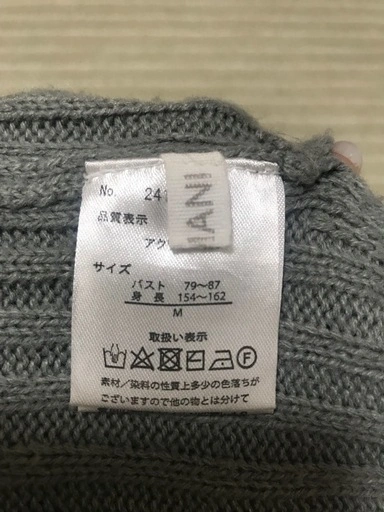 No. 241
品質表示
アク
サイズ
バスト 79〜87
身長 154〜162
M
取扱い表示
F
素材/染料の性質上多少の色落ちが
ございますので他の物とは分けて